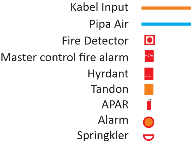 Kabel Input
Pipa Air
Fire Detector
Master control fire alarm
Hyrdant
Tandon
APAR
Alarm
Springkler